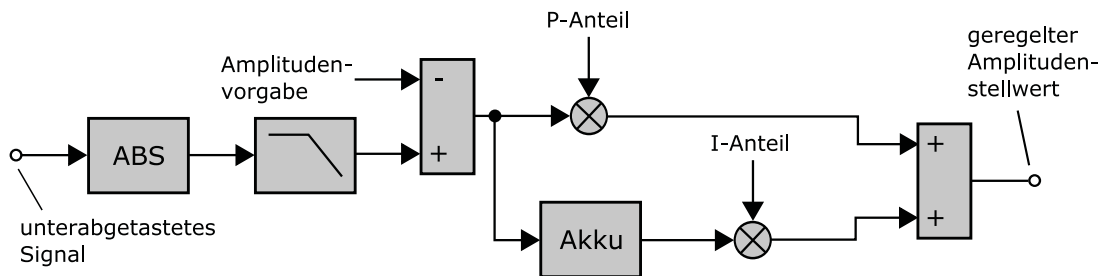 P-Anteil
geregelter
Amplituden-
stellwert
Amplituden-
vorgabe
-
+
ABS
I-Anteil
+
+
unterabgetastetes
Signal
Akku